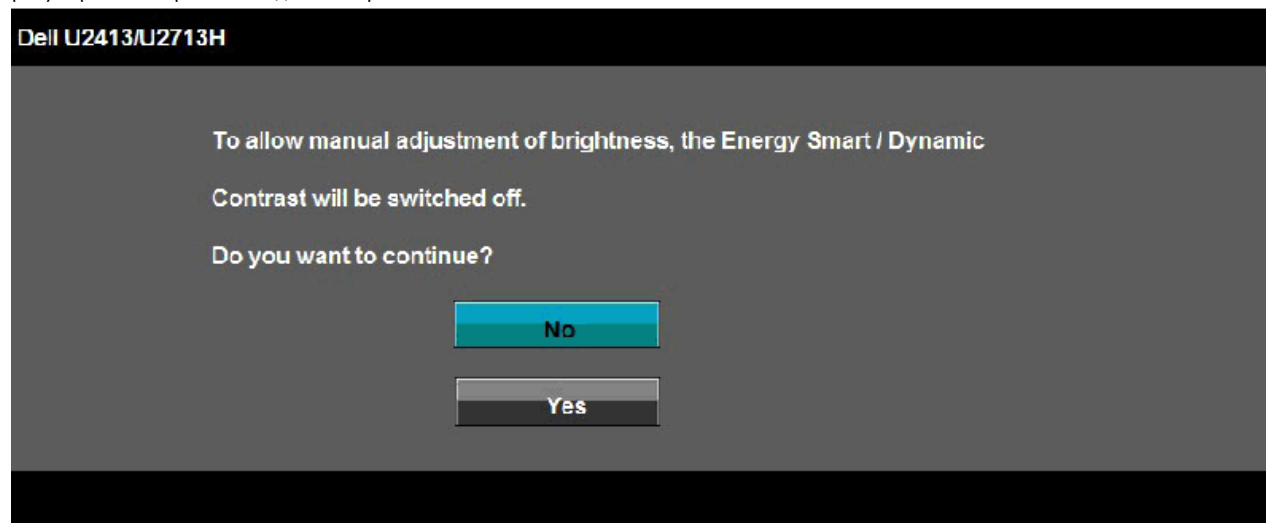 Dell U2413/U2713H
To allow manual adjustment of brightness, the Energy Smart / Dynamic
Contrast will be switched off.
Do you want to continue?
No
Yes